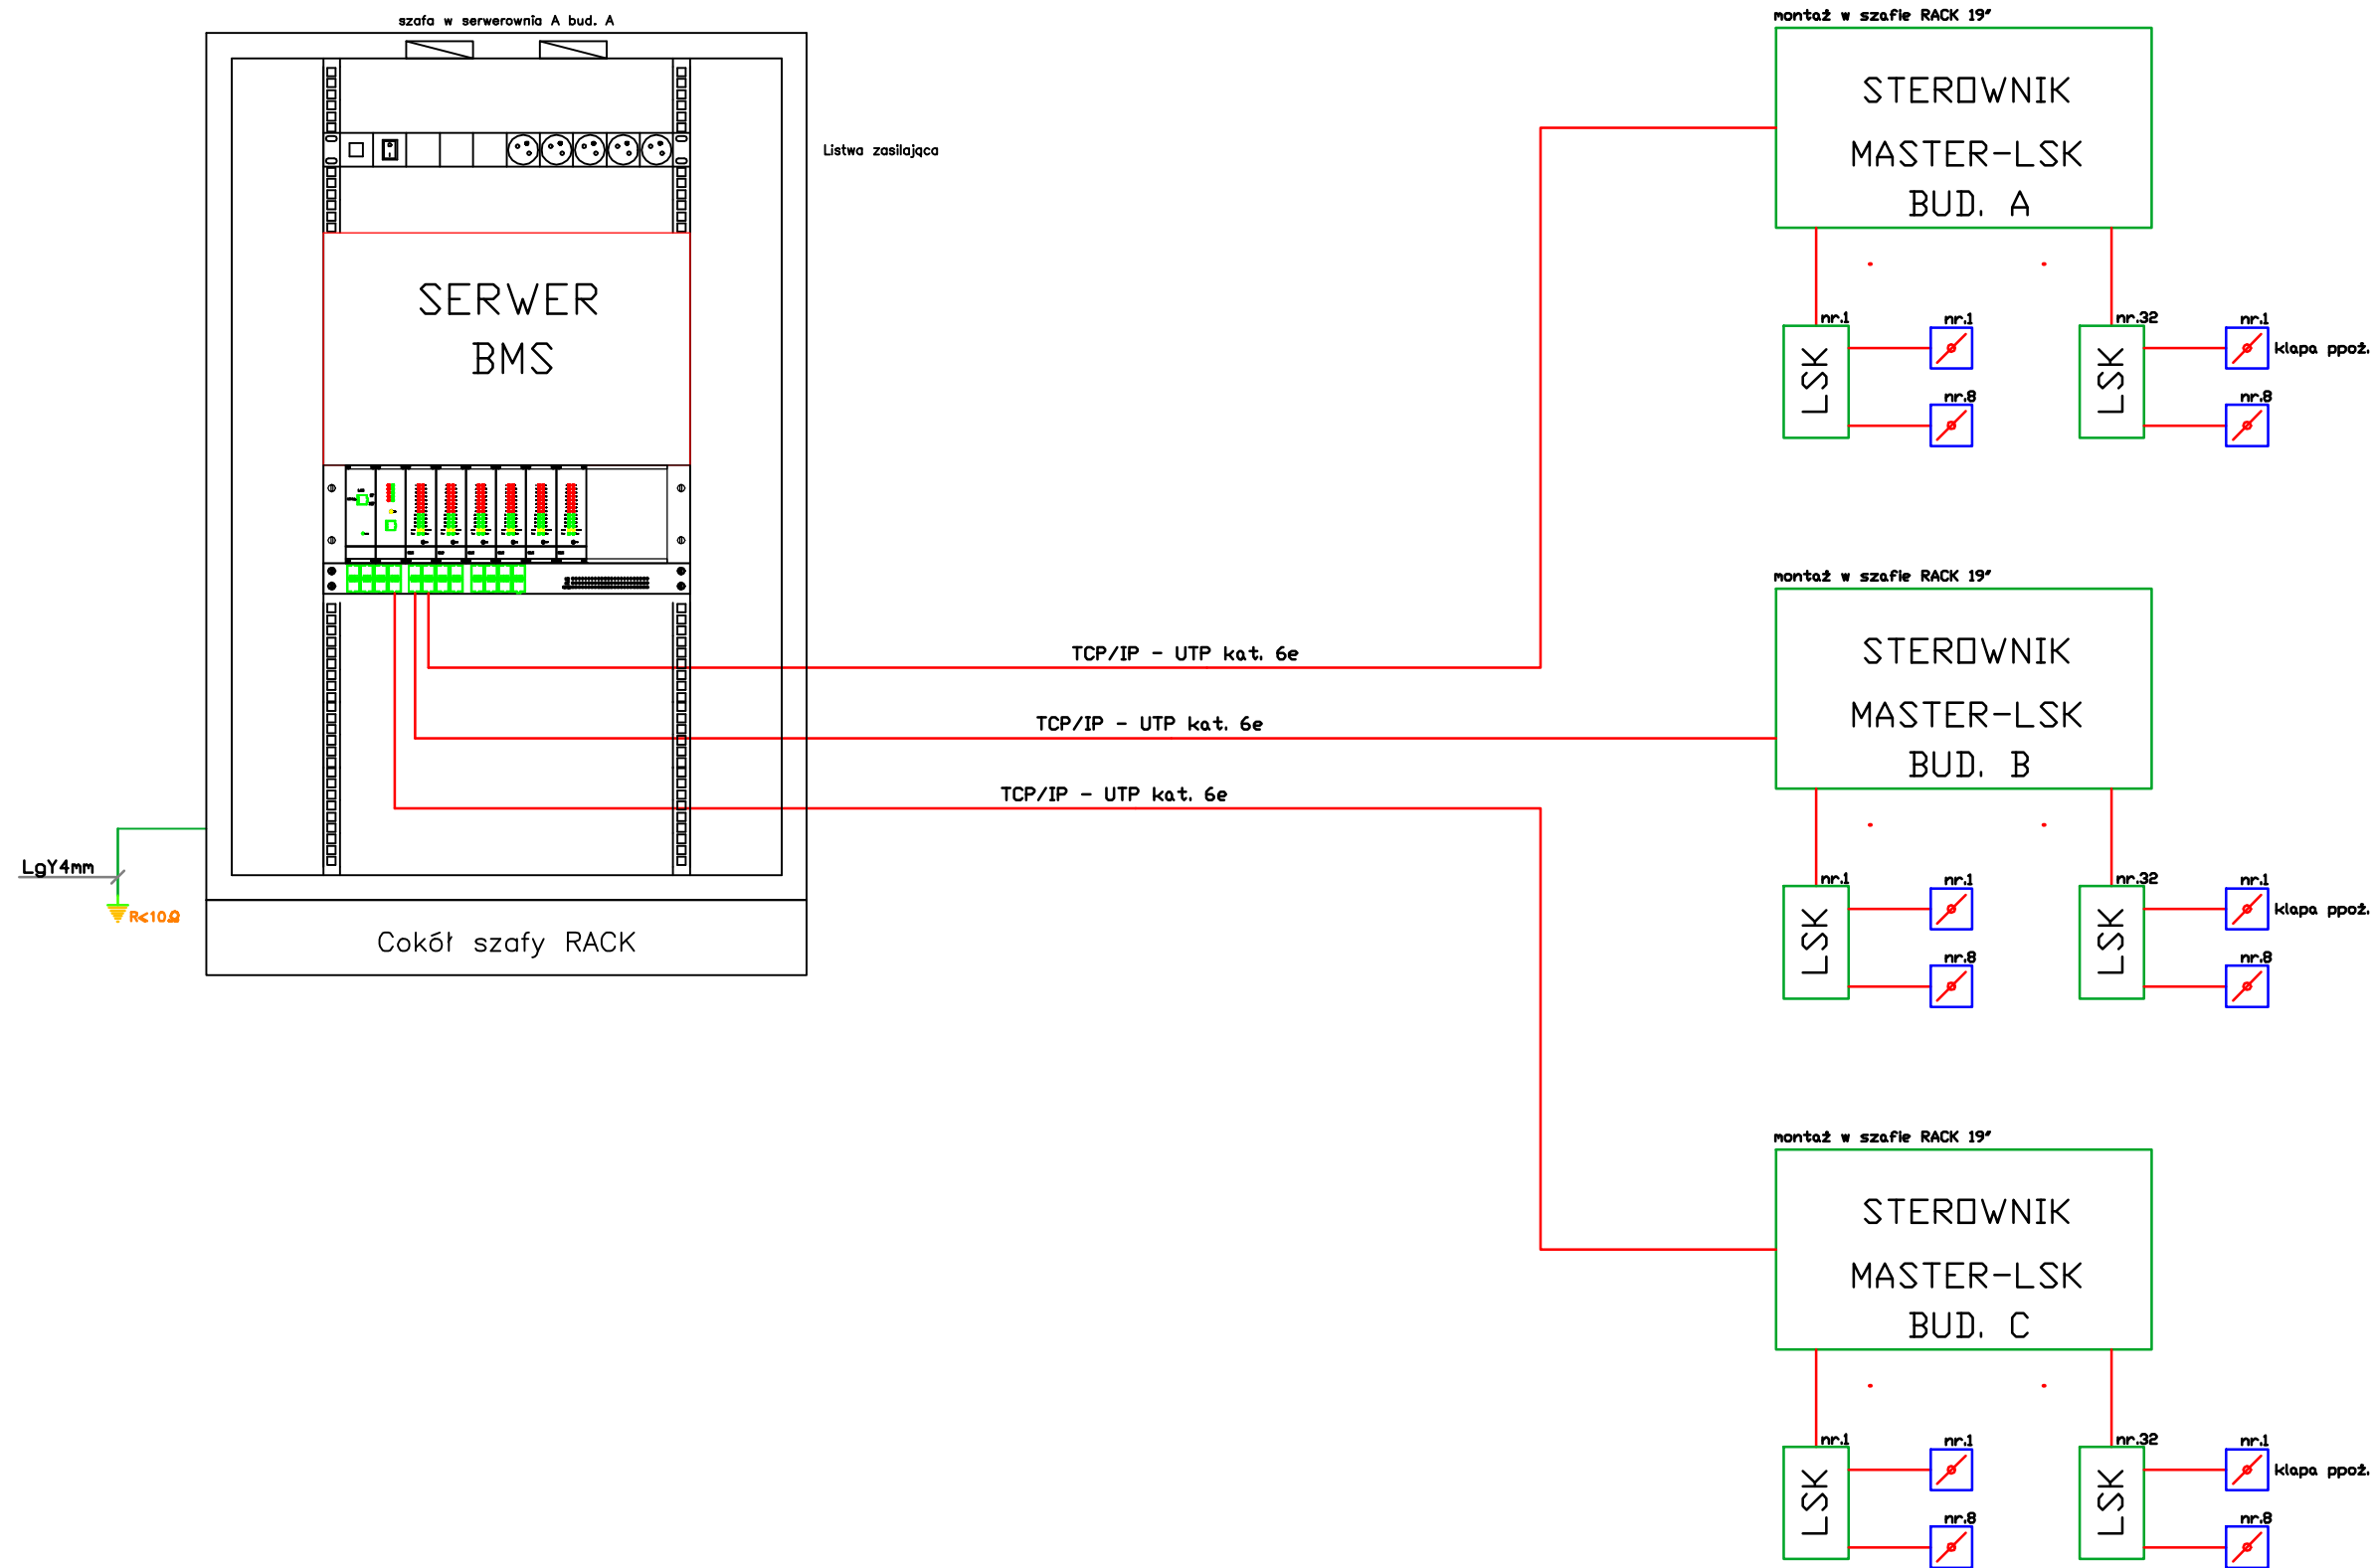 szafa w serwerownia A bud. A
Listwa zasilająca
SERWER
BMS
TCP/IP - UTP kat. 6e
TCP/IP - UTP kat. 6e
TCP/IP - UTP kat. 6e
LgY4mm
R<10Ω
Cokół szafy RACK
montaż w szafie RACK 19"
STEROWNIK
MASTER-LSK
BUD. A
nr.1
LSK
nr.1
nr.8
nr.32
LSK
nr.1
klapa ppoż.
nr.8
montaż w szafie RACK 19"
STEROWNIK
MASTER-LSK
BUD. B
nr.1
LSK
nr.1
nr.8
nr.32
LSK
nr.1
klapa ppoż.
nr.8
montaż w szafie RACK 19"
STEROWNIK
MASTER-LSK
BUD. C
nr.1
LSK
nr.1
nr.8
nr.32
LSK
nr.1
klapa ppoż.
nr.8